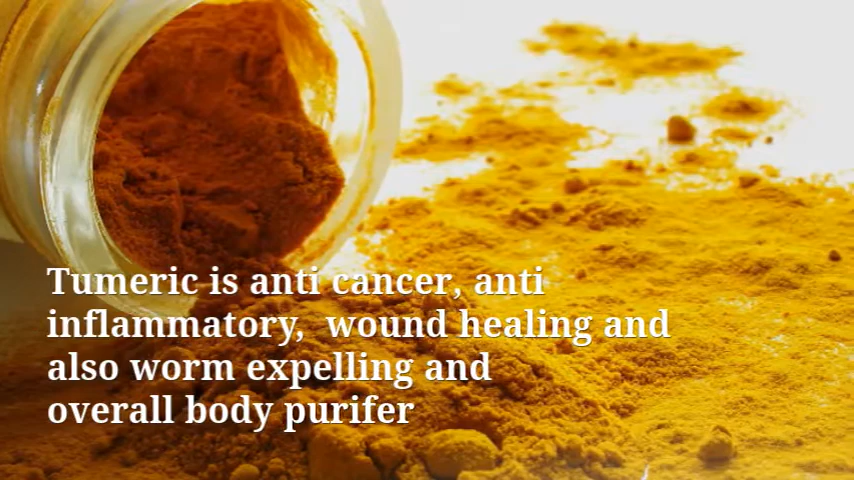 Tumeric is anti cancer, anti
inflammatory,  wound healing and
also worm expelling and
overall body purifer